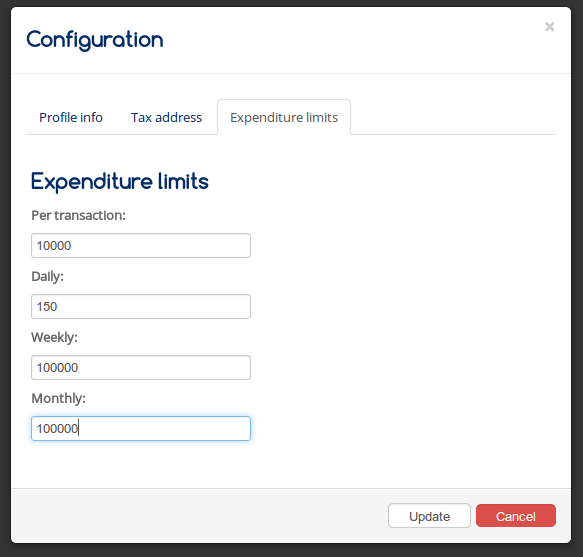 Configuration
×
Profile info Tax address Expenditure limits
Expenditure limits
Per transaction:
10000
Daily:
150
Weekly:
100000
Monthly:
100000
Update Cancel